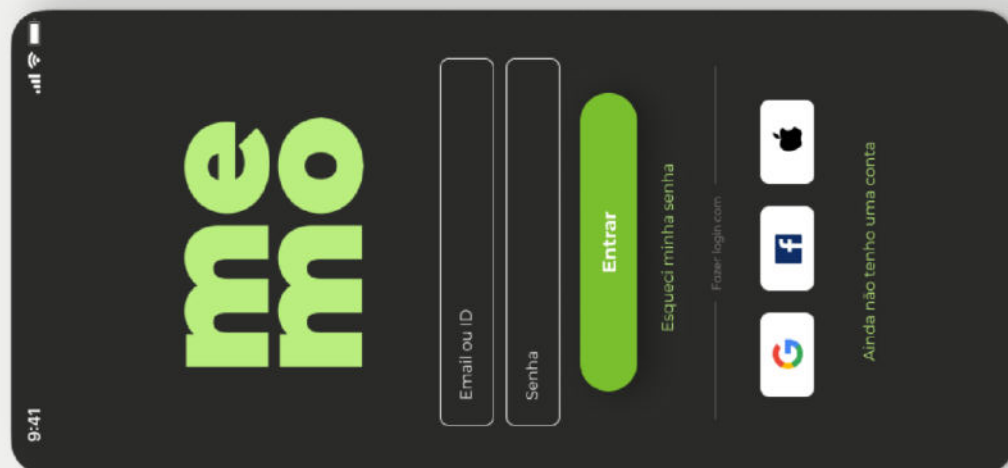 9:41
me
mo
Email ou ID
Senha
Entrar
Esqueci minha senha
Fazer login com
Ainda não tenho uma conta